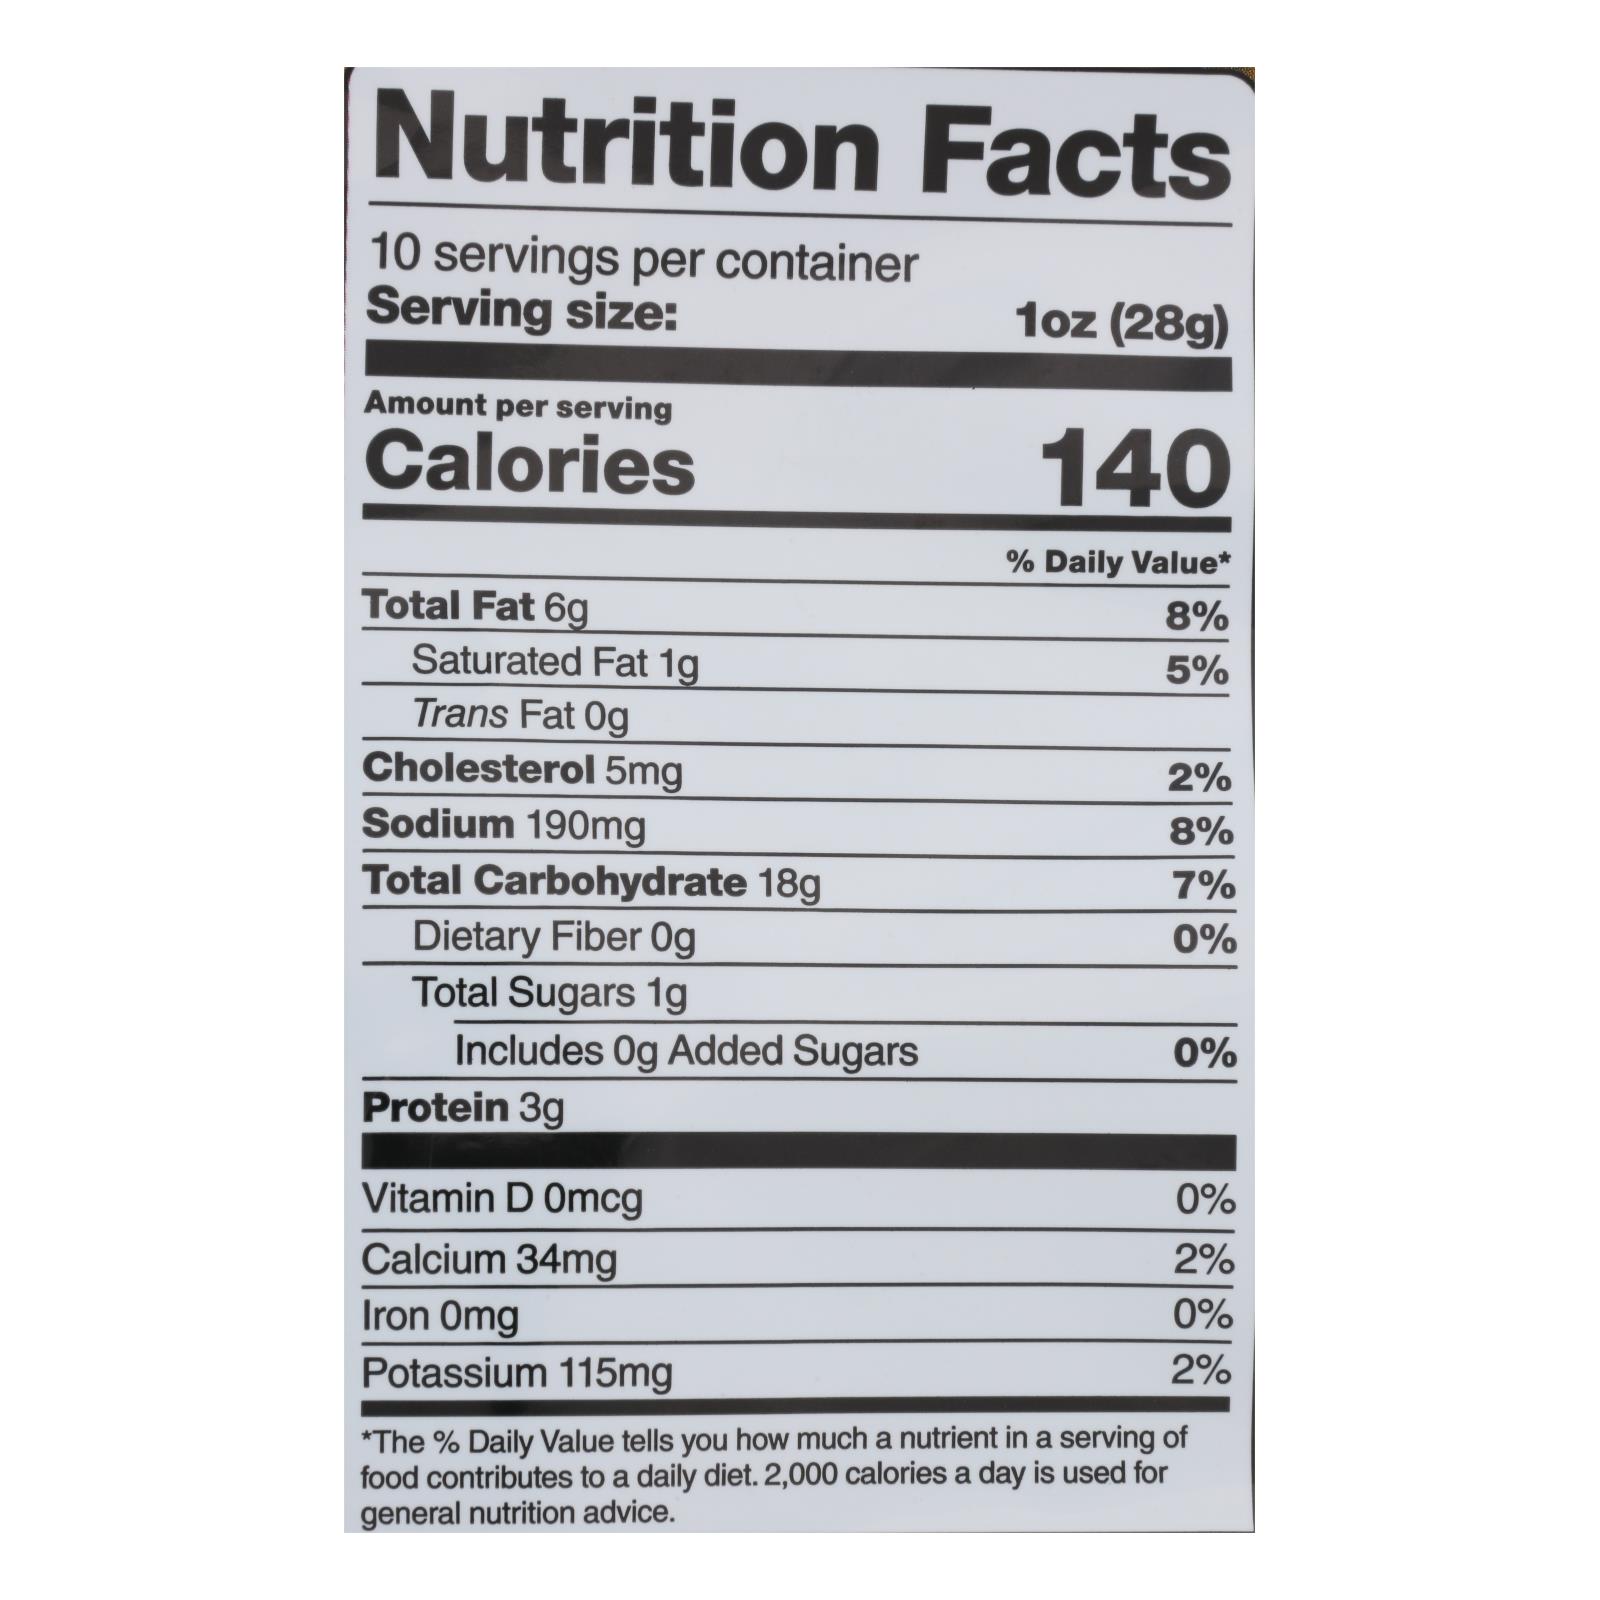 Nutrition Facts
10 servings per container
Serving size: 1oz (28g)
Amount per serving
Calories 140
% Daily Value*
Total Fat 6g 8%
Saturated Fat 1g 5%
Trans Fat 0g
Cholesterol 5mg 2%
Sodium 190mg 8%
Total Carbohydrate 18g 7%
Dietary Fiber 0g 0%
Total Sugars 1g
Includes 0g Added Sugars 0%
Protein 3g
Vitamin D 0mcg 0%
Calcium 34mg 2%
Iron 0mg 0%
Potassium 115mg 2%
*The % Daily Value tells you how much a nutrient in a serving of
food contributes to a daily diet. 2,000 calories a day is used for
general nutrition advice.